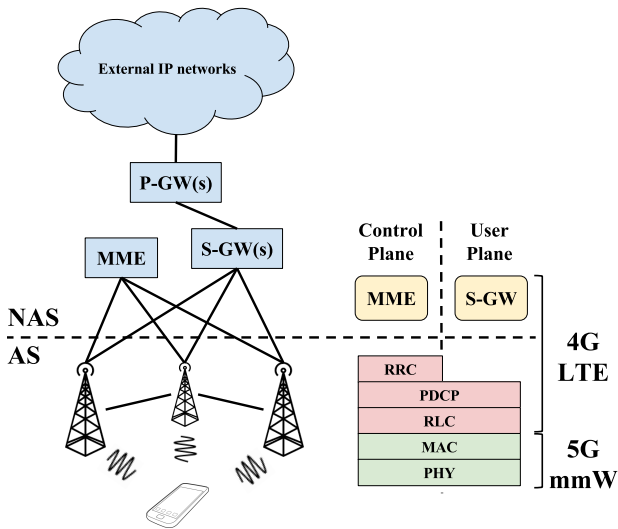 External IP networks
P-GW(s)
S-GW(s)
MME
NAS
AS
Control
Plane
User
Plane
MME
S-GW
RRC
PDCP
RLC
MAC
PHY
4G
LTE
5G
mmW